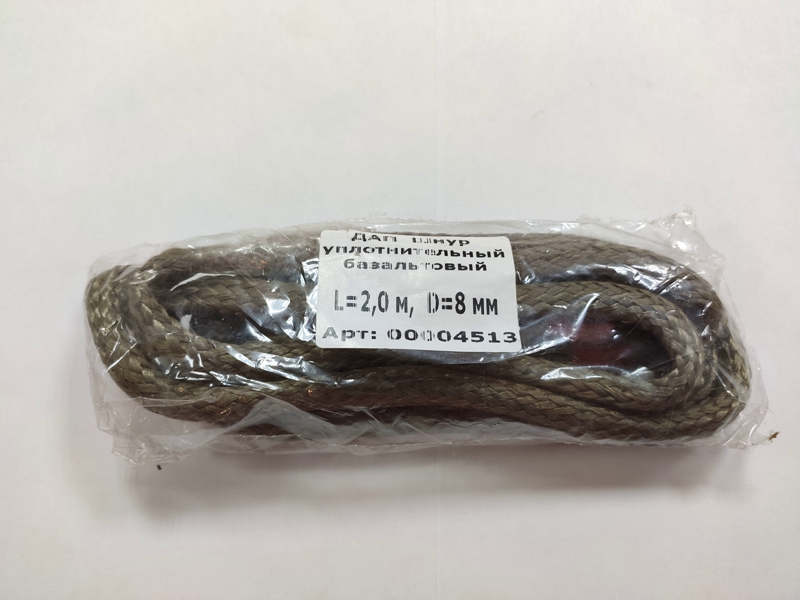 ДАП шнур
уплотнительный
базальтовый
L=2,0 м, D=8 мм
Арт: 00004513